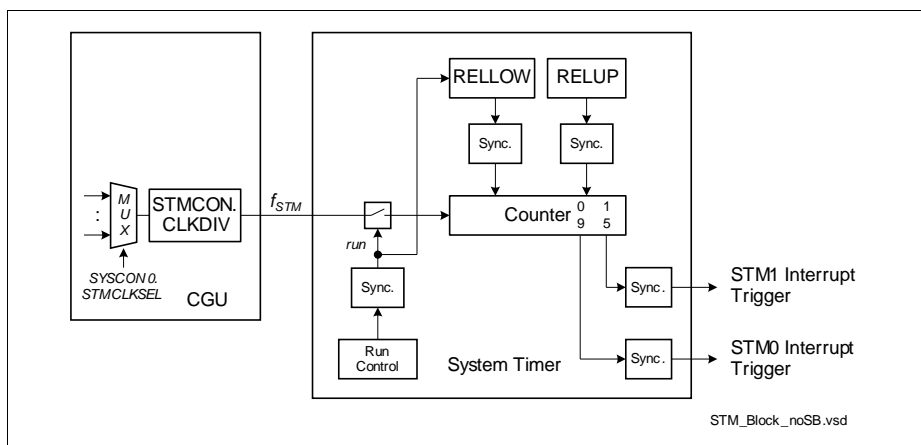 RELLOW
RELUP
Sync.
Sync.
M
U
X
STMCON.
CLKDIV
fSTM
Counter
0 1
9 5
run
SYSCON 0.
STMCLKSEL
CGU
Sync.
Sync.
STM1 Interrupt
Trigger
Run
Control
System Timer
Sync.
STM0 Interrupt
Trigger
STM_Block_noSB.vsd